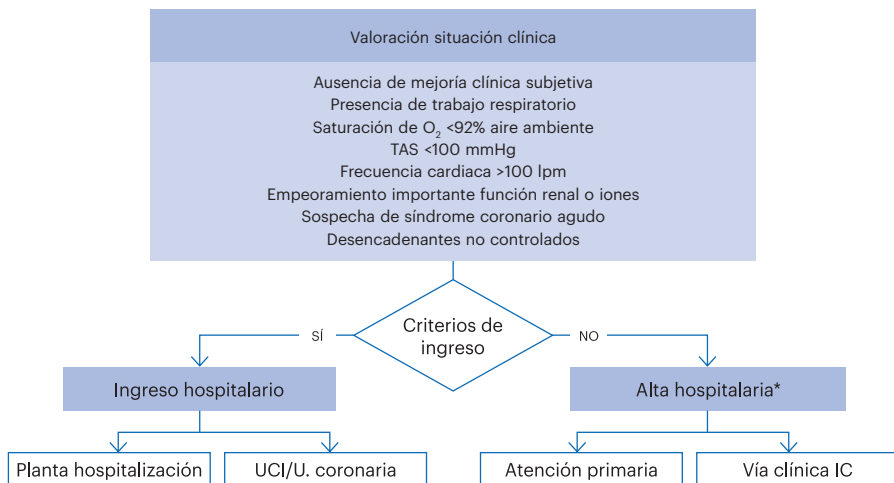 Valoración situación clínica
Ausencia de mejoría clínica subjetiva
Presencia de trabajo respiratorio
Saturación de O₂ <92% aire ambiente
TAS <100 mmHg
Frecuencia cardiaca >100 lpm
Empeoramiento importante función renal o iones
Sospecha de síndrome coronario agudo
Desencadenantes no controlados
Criterios de
ingreso
SÍ
NO
Ingreso hospitalario
Alta hospitalaria*
Planta hospitalización
UCI/U. coronaria
Atención primaria
Vía clínica IC